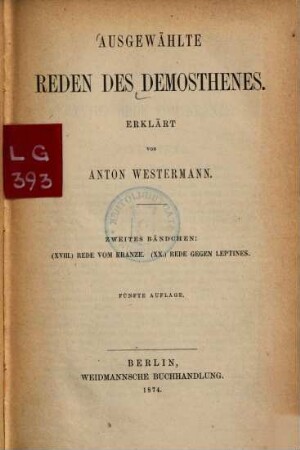 AUSGEWÄHLTE
REDEN DES DEMOSTHENES.
ERKLÄRT
VON
ANTON WESTERMANN.
LG
393
ZWEITES BÄNDCHEN:
(XVIII.) REDE VOM KRANZE. (XX.) REDE GEGEN LEPTINES.
FÜNFTE AUFLAGE.
BERLIN,
WEIDMANNSCHE BUCHHANDLUNG.
1874.